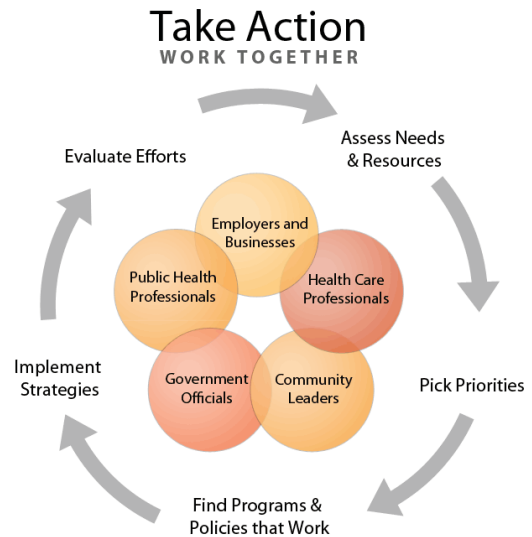 Take Action
WORK TOGETHER
Assess Needs
& Resources
Pick Priorities
Find Programs &
Policies that Work
Implement
Strategies
Evaluate Efforts
Employers and
Businesses
Health Care
Professionals
Community
Leaders
Government
Officials
Public Health
Professionals